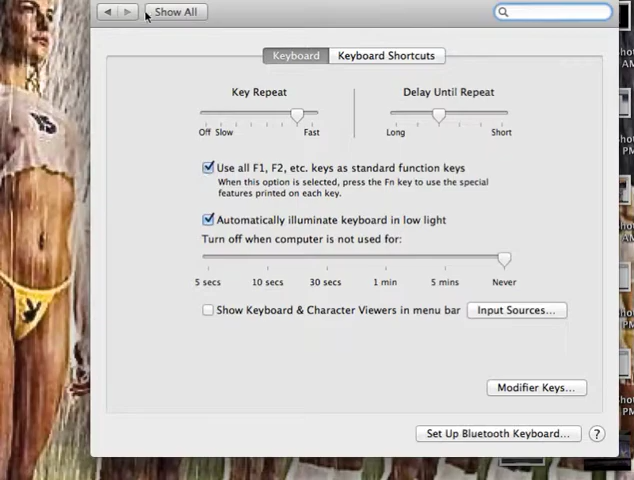 Show All
Keyboard Keyboard Shortcuts
Key Repeat Delay Until Repeat
Off Slow Fast Long Short
Use all F1, F2, etc. keys as standard function keys
When this option is selected, press the Fn key to use the special
features printed on each key.
Automatically illuminate keyboard in low light
Turn off when computer is not used for:
5 secs 10 secs 30 secs 1 min 5 mins Never
Show Keyboard & Character Viewers in menu bar Input Sources...
Modifier Keys...
Set Up Bluetooth Keyboard... ?